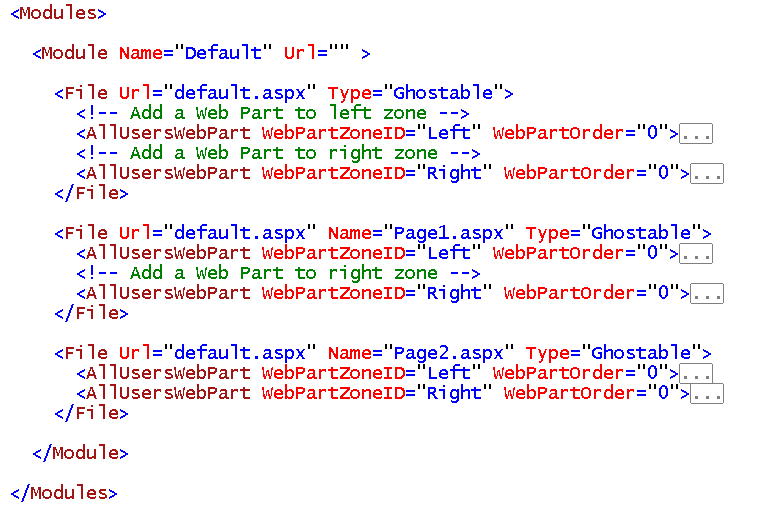 <Modules>
<Module Name="Default" Url="" >
<File Url="default.aspx" Type="Ghostable">
<!-- Add a Web Part to left zone -->
<AllUsersWebPart WebPartZoneID="Left" WebPartOrder="0">...
<!-- Add a Web Part to right zone -->
<AllUsersWebPart WebPartZoneID="Right" WebPartOrder="0">...
</File>
<File Url="default.aspx" Name="Page1.aspx" Type="Ghostable">
<AllUsersWebPart WebPartZoneID="Left" WebPartOrder="0">...
<!-- Add a Web Part to right zone -->
<AllUsersWebPart WebPartZoneID="Right" WebPartOrder="0">...
</File>
<File Url="default.aspx" Name="Page2.aspx" Type="Ghostable">
<AllUsersWebPart WebPartZoneID="Left" WebPartOrder="0">...
<AllUsersWebPart WebPartZoneID="Right" WebPartOrder="0">...
</File>
</Module>
</Modules>